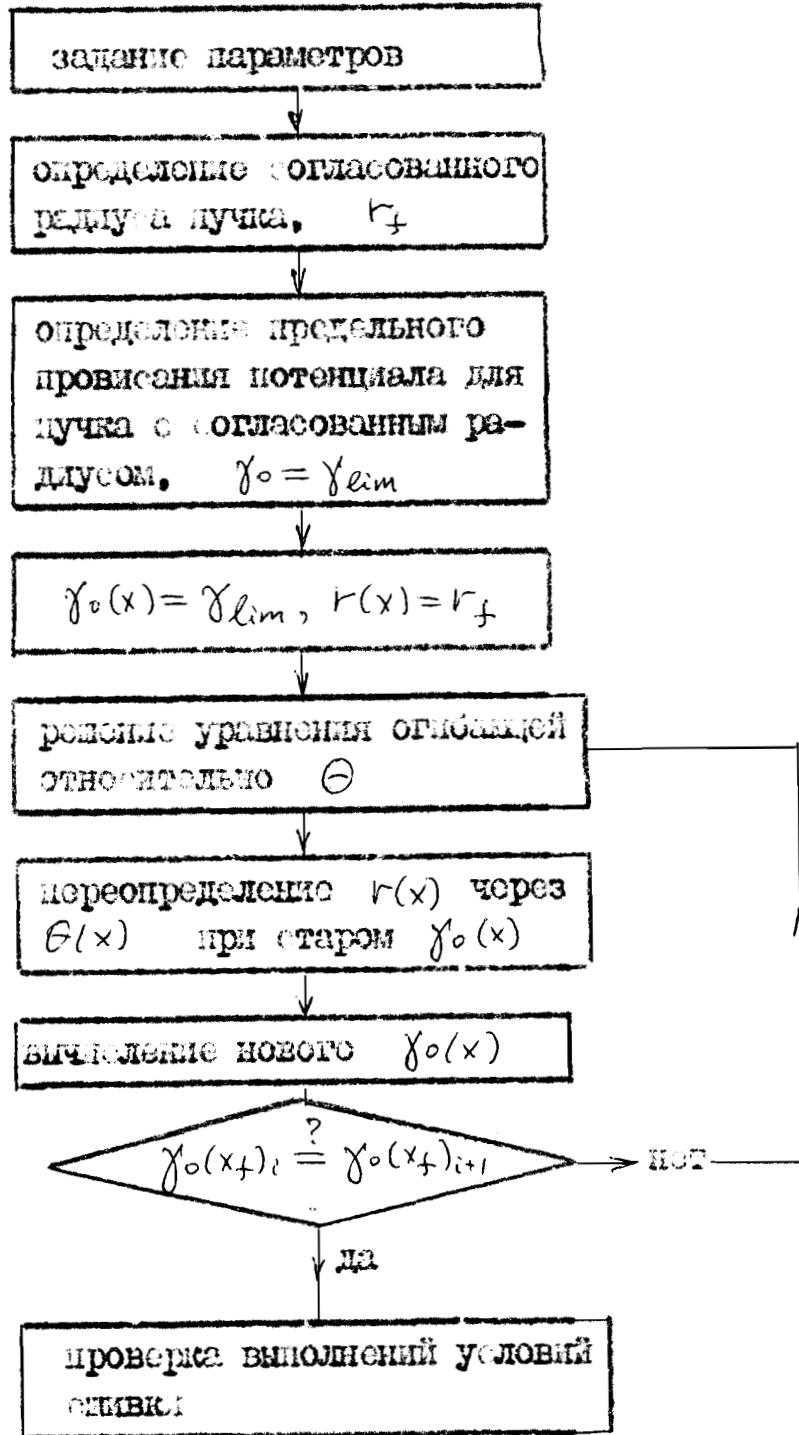 задание параметров
определение согласованного
радиуса пучка, r_f
определение предельного
провисания потенциала для
пучка с согласованным ра-
диусом, γ₀ = γ_lim
γ₀(x) = γ_lim, r(x) = r_f
решение уравнения огибающей
относительно Θ
переопределение r(x) через
Θ(x) при старом γ₀(x)
вычисление нового γ₀(x)
γ₀(x_f)_i ≟ γ₀(x_f)_{i+1}
нет
да
проверка выполнений условий
сшивки